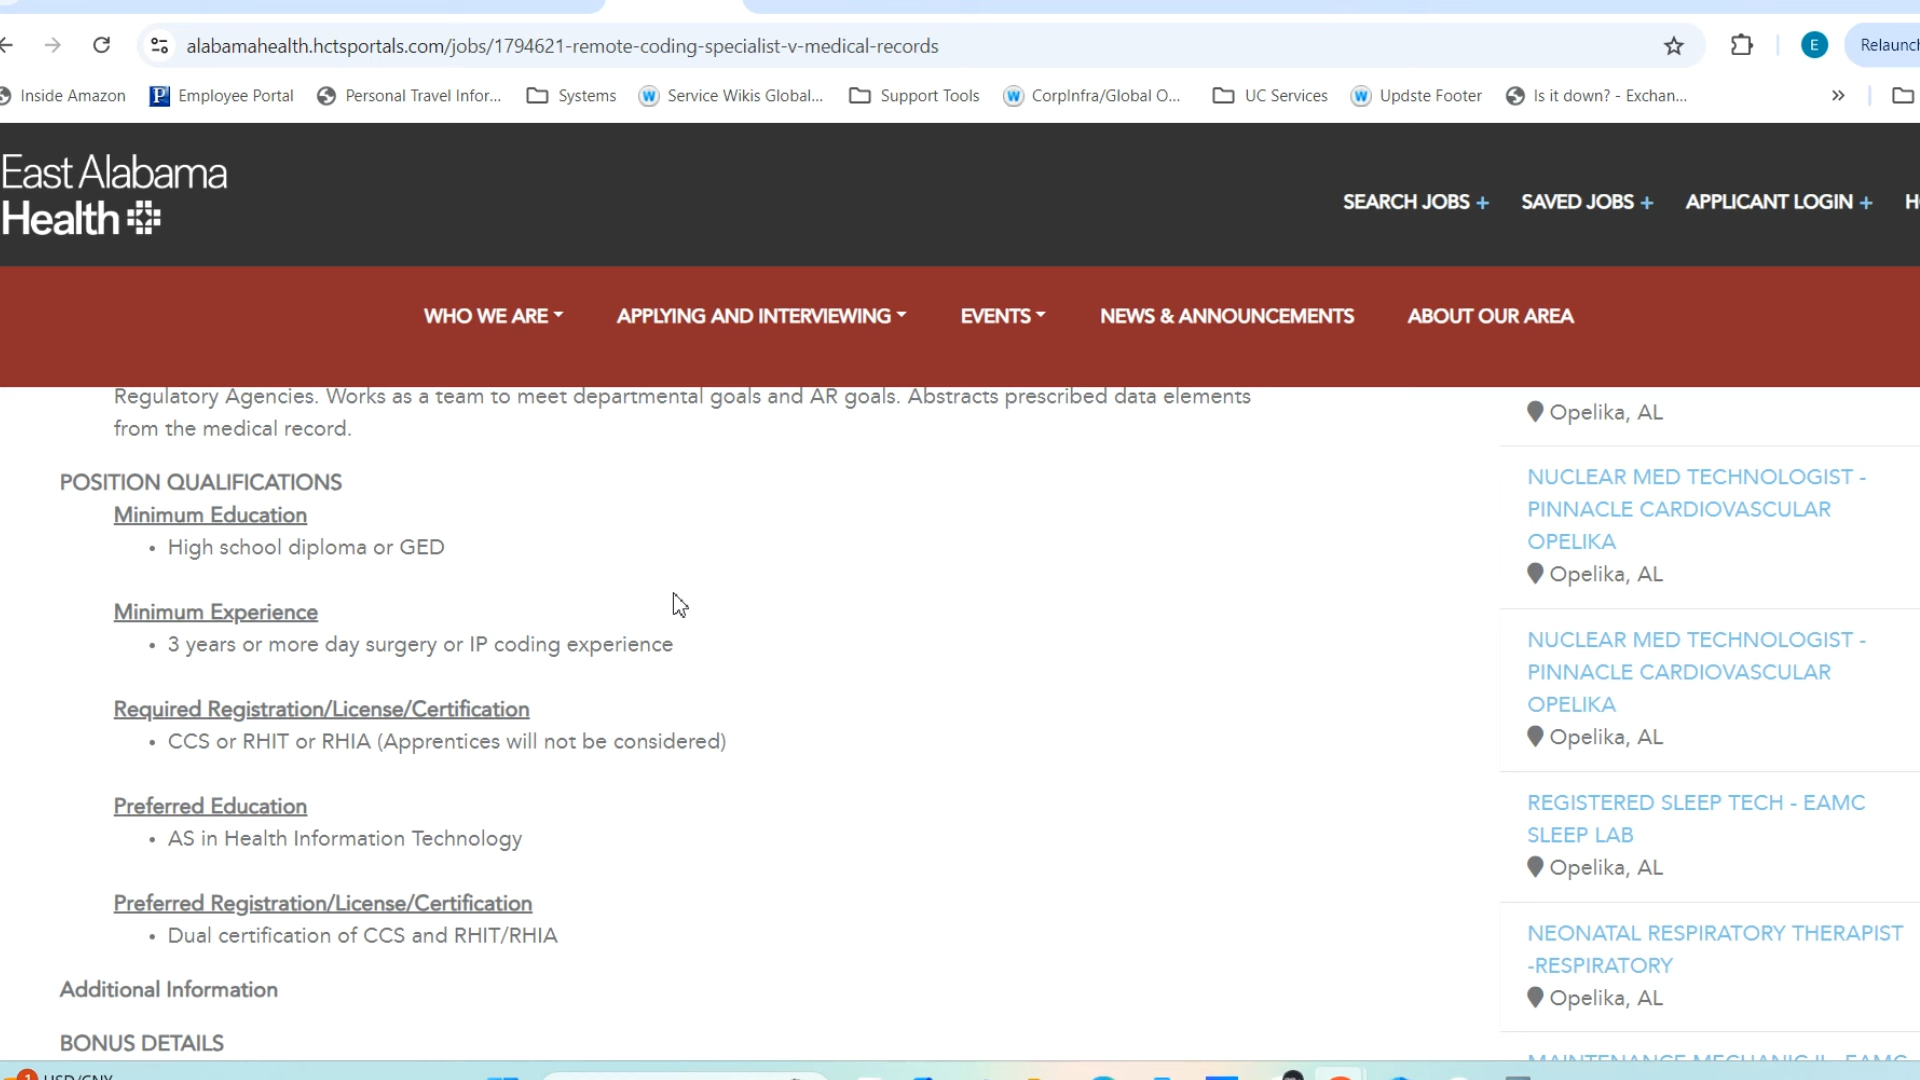 alabamahealth.hctsportals.com/jobs/1794621-remote-coding-specialist-v-medical-records
E
Relaunch
Inside Amazon
Employee Portal
Personal Travel Infor...
Systems
Service Wikis Global...
Support Tools
CorpInfra/Global O...
UC Services
Updste Footer
Is it down? - Exchan...
East Alabama
Health
SEARCH JOBS +
SAVED JOBS +
APPLICANT LOGIN +
WHO WE ARE
APPLYING AND INTERVIEWING
EVENTS
NEWS & ANNOUNCEMENTS
ABOUT OUR AREA
Regulatory Agencies. Works as a team to meet departmental goals and AR goals. Abstracts prescribed data elements
from the medical record.
POSITION QUALIFICATIONS
Minimum Education
• High school diploma or GED
Minimum Experience
• 3 years or more day surgery or IP coding experience
Required Registration/License/Certification
• CCS or RHIT or RHIA (Apprentices will not be considered)
Preferred Education
• AS in Health Information Technology
Preferred Registration/License/Certification
• Dual certification of CCS and RHIT/RHIA
Additional Information
BONUS DETAILS
Opelika, AL
NUCLEAR MED TECHNOLOGIST -
PINNACLE CARDIOVASCULAR
OPELIKA
Opelika, AL
NUCLEAR MED TECHNOLOGIST -
PINNACLE CARDIOVASCULAR
OPELIKA
Opelika, AL
REGISTERED SLEEP TECH - EAMC
SLEEP LAB
Opelika, AL
NEONATAL RESPIRATORY THERAPIST
-RESPIRATORY
Opelika, AL
MAINTENANCE MECHANIC II - EAMC
1
USD/CNY